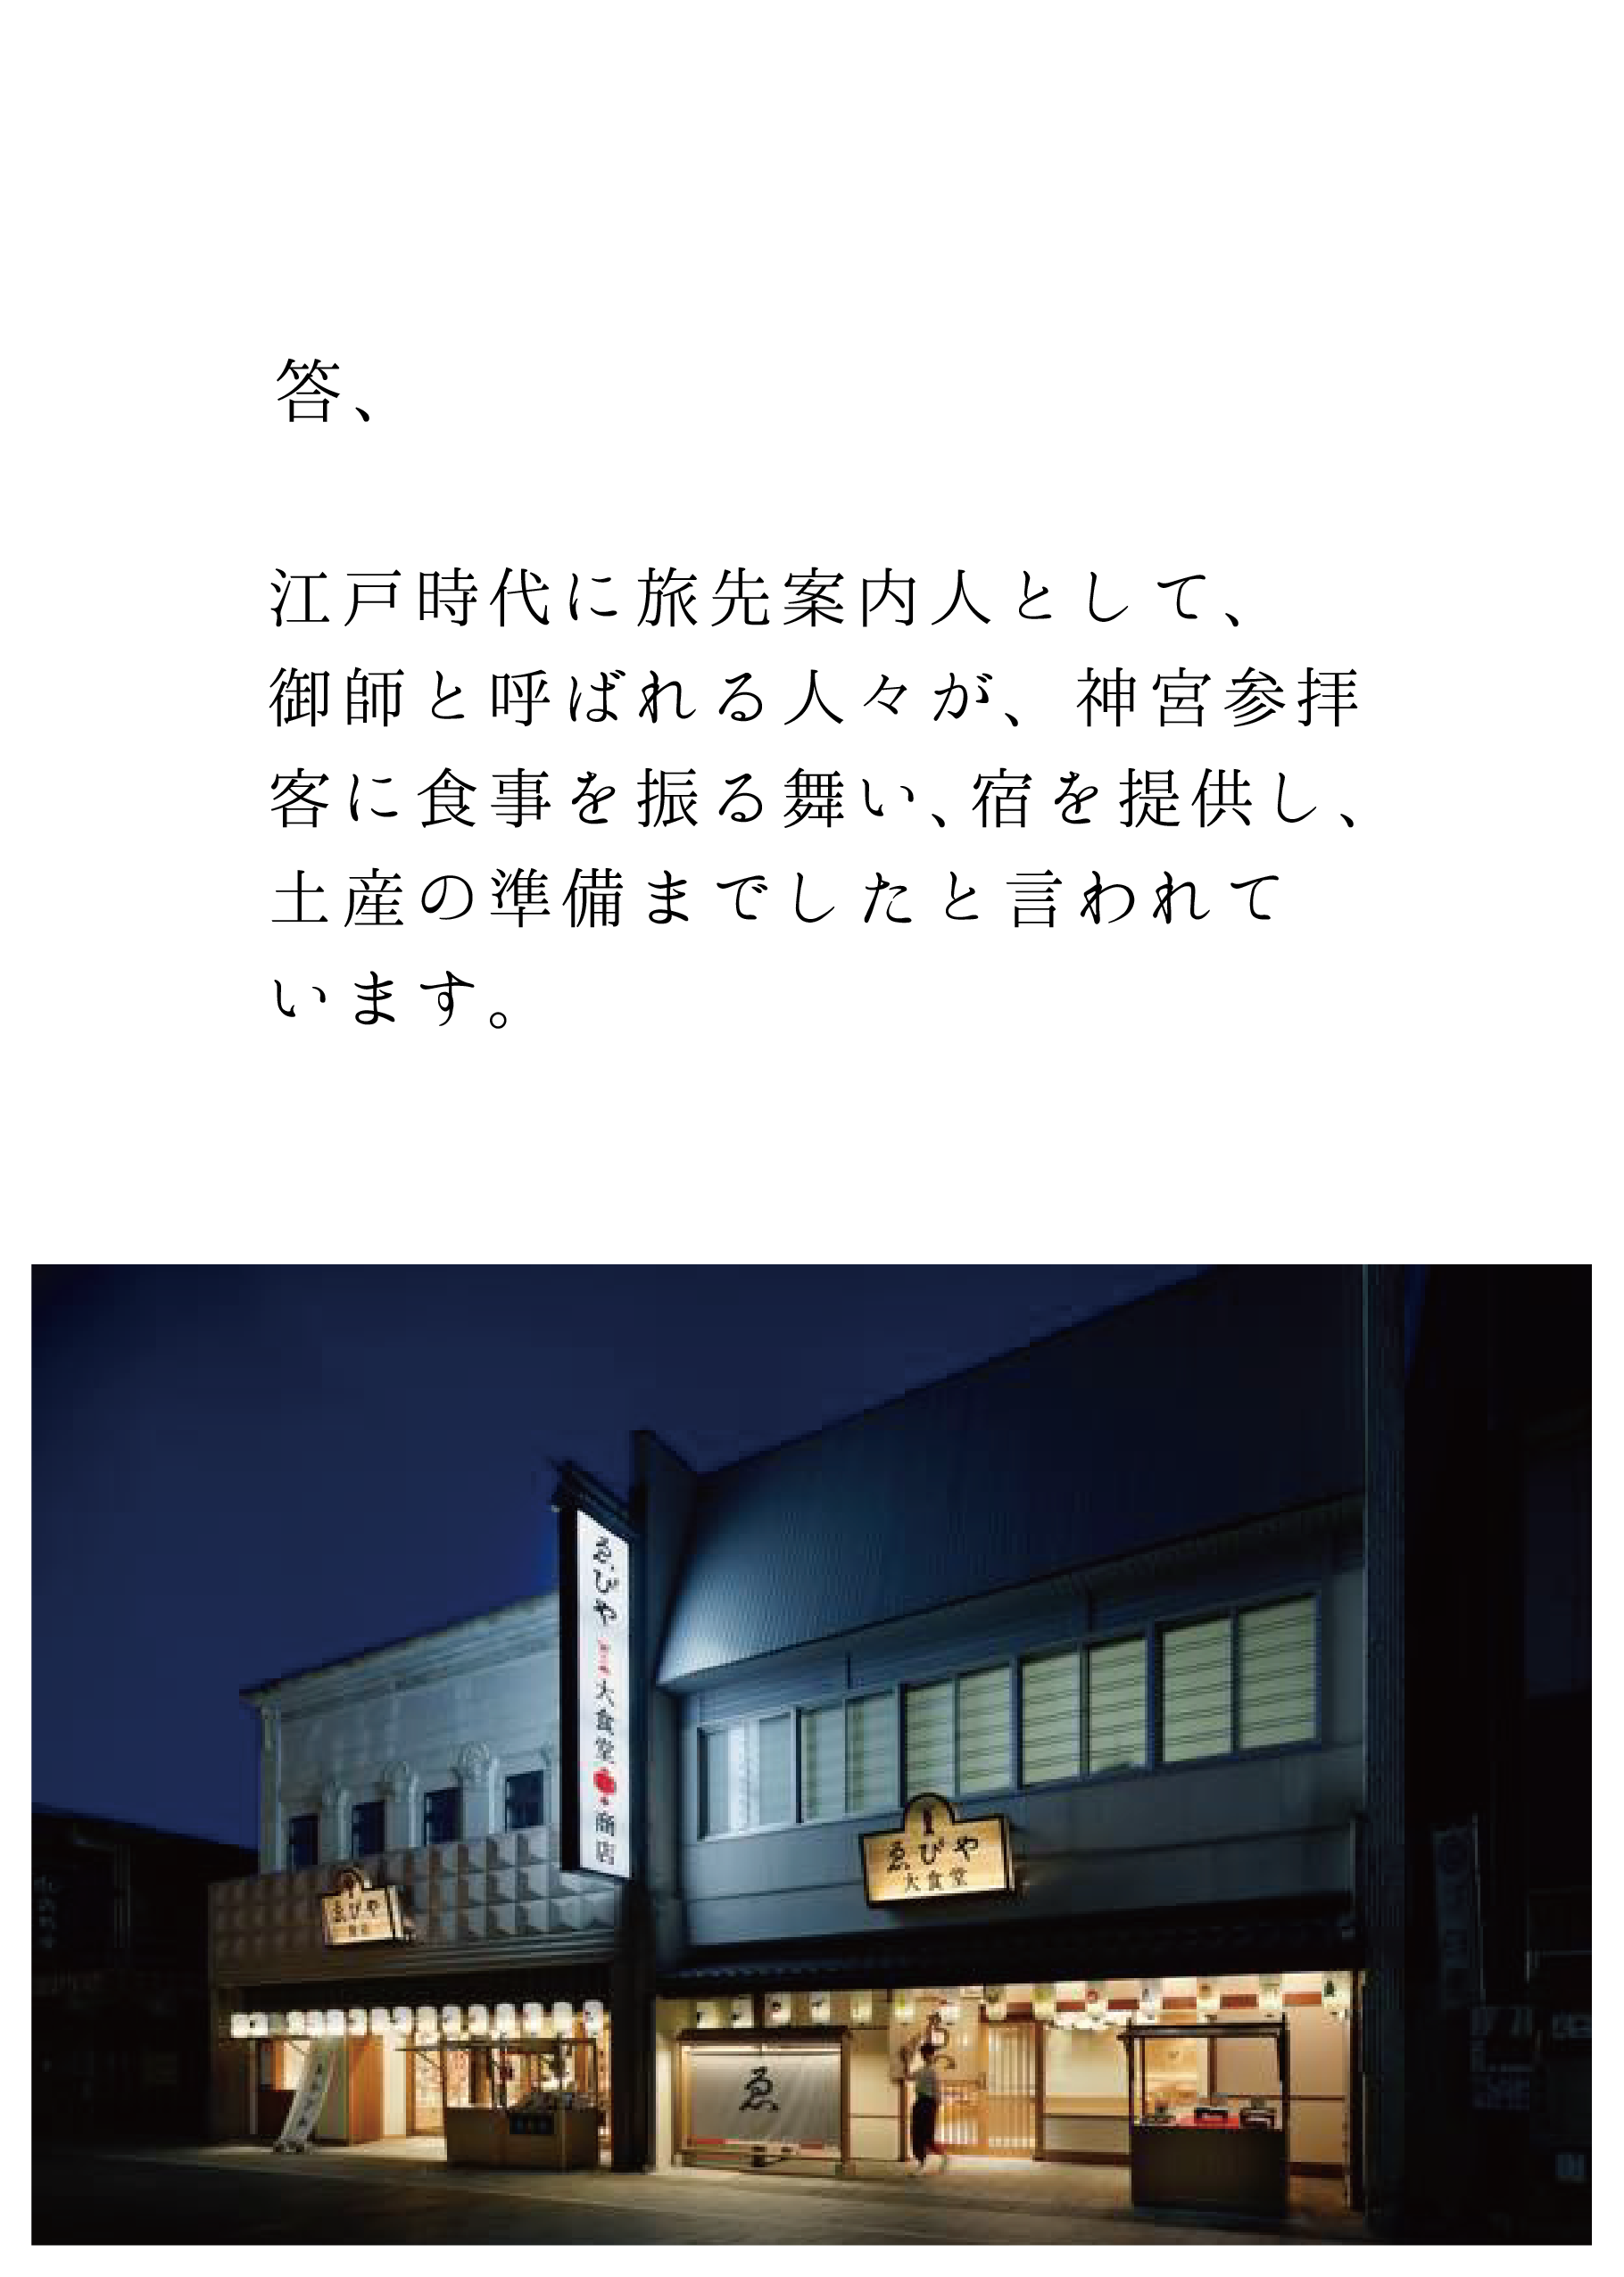 答、
江戸時代に旅先案内人として、
御師と呼ばれる人々が、神宮参拝
客に食事を振る舞い、宿を提供し、
土産の準備までしたと言われて
います。
ゑびや
大食堂
商店
ゑびや
大食堂
ゑびや
ゑ